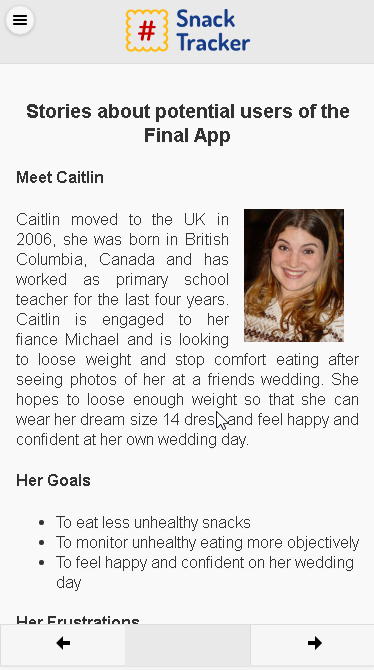 #
Snack
Tracker
Stories about potential users of the
Final App
Meet Caitlin
Caitlin moved to the UK in
2006, she was born in British
Columbia, Canada and has
worked as primary school
teacher for the last four years.
Caitlin is engaged to her
fiance Michael and is looking
to loose weight and stop comfort eating after
seeing photos of her at a friends wedding. She
hopes to loose enough weight so that she can
wear her dream size 14 dress and feel happy and
confident at her own wedding day.
Her Goals
• To eat less unhealthy snacks
• To monitor unhealthy eating more objectively
• To feel happy and confident on her wedding
day
Her Frustrations